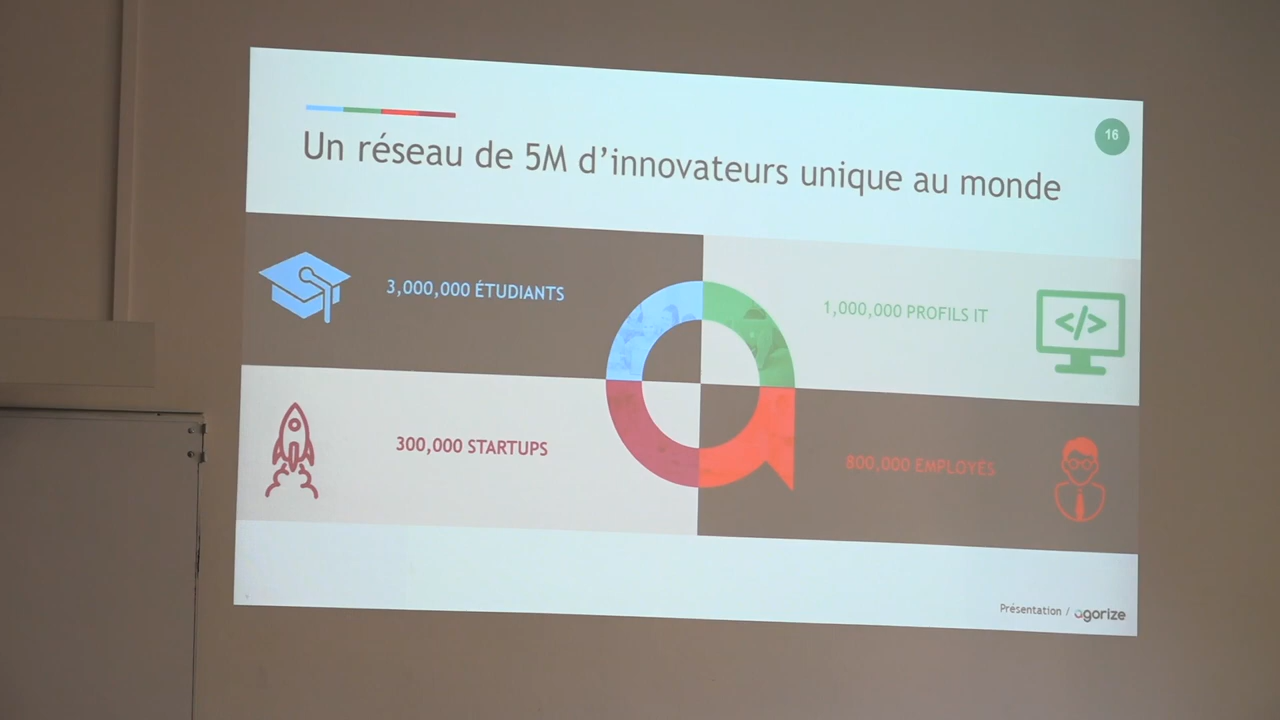 16
Un réseau de 5M d'innovateurs unique au monde
3,000,000 ÉTUDIANTS
1,000,000 PROFILS IT
</>
300,000 STARTUPS
800,000 EMPLOYÉS
Présentation / agorize